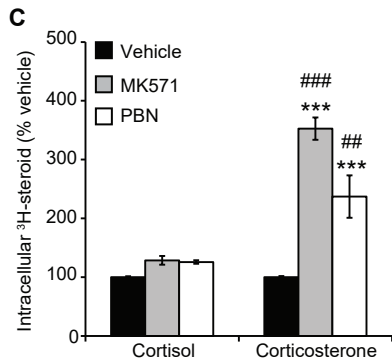 C
Intracellular ³H-steroid (% vehicle)
500
400
300
200
100
0
Vehicle
MK571
PBN
###
***
##
***
Cortisol
Corticosterone